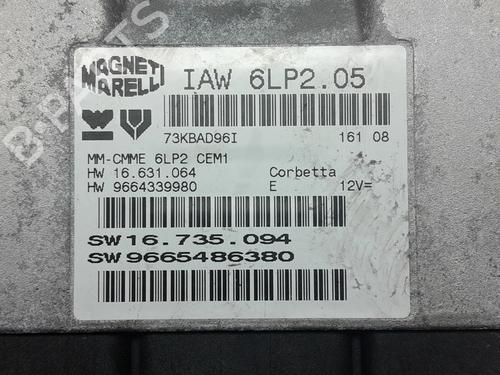 MAGNETI
MARELLI
IAW 6LP2.05
73KBAD96I
161 08
MM-CMME 6LP2 CEM1
HW 16.631.064
Corbetta
HW 9664339980
E
12V=
SW16.735.094
SW9665486380
B-PARTS